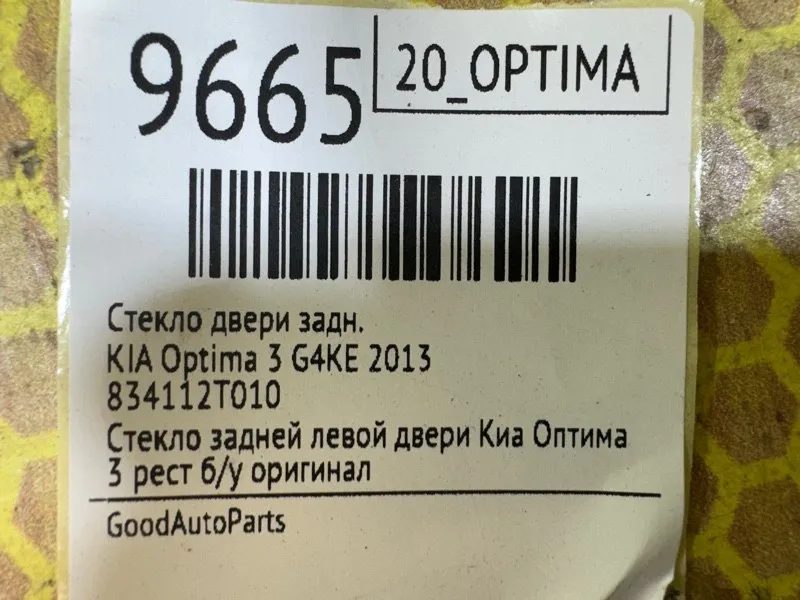 9665
20_OPTIMA
Стекло двери задн.
KIA Optima 3 G4KE 2013
834112T010
Стекло задней левой двери Киа Оптима
3 рест б/у оригинал
GoodAutoParts